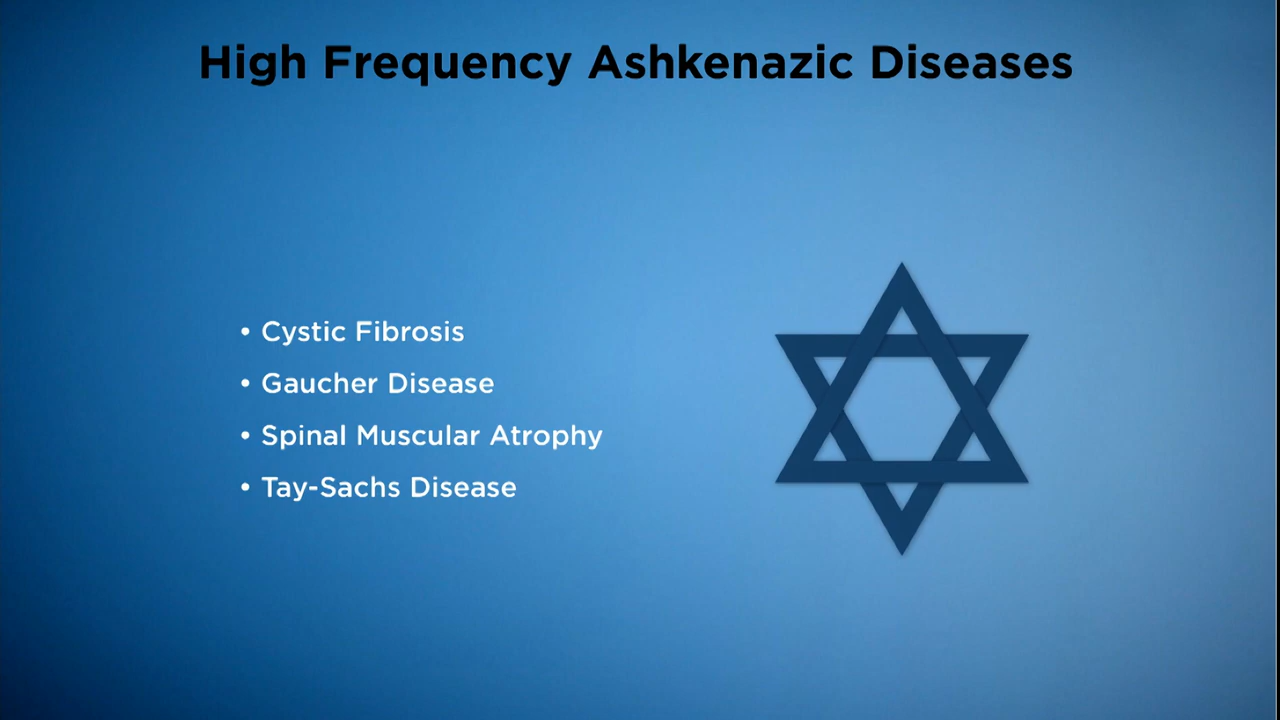 High Frequency Ashkenazic Diseases
• Cystic Fibrosis
• Gaucher Disease
• Spinal Muscular Atrophy
• Tay-Sachs Disease